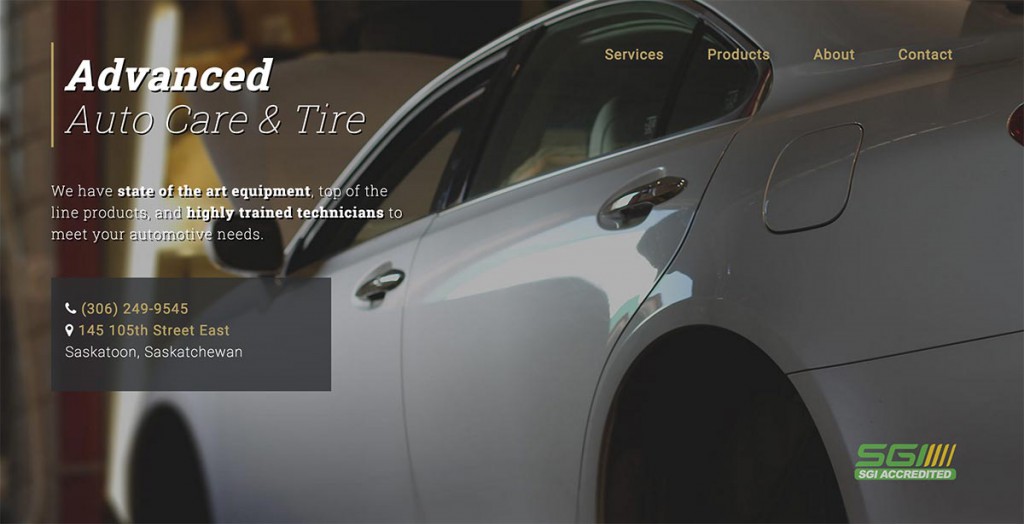 Services Products About Contact
Advanced
Auto Care & Tire
We have state of the art equipment, top of the
line products, and highly trained technicians to
meet your automotive needs.
(306) 249-9545
145 105th Street East
Saskatoon, Saskatchewan
SGI
SGI ACCREDITED